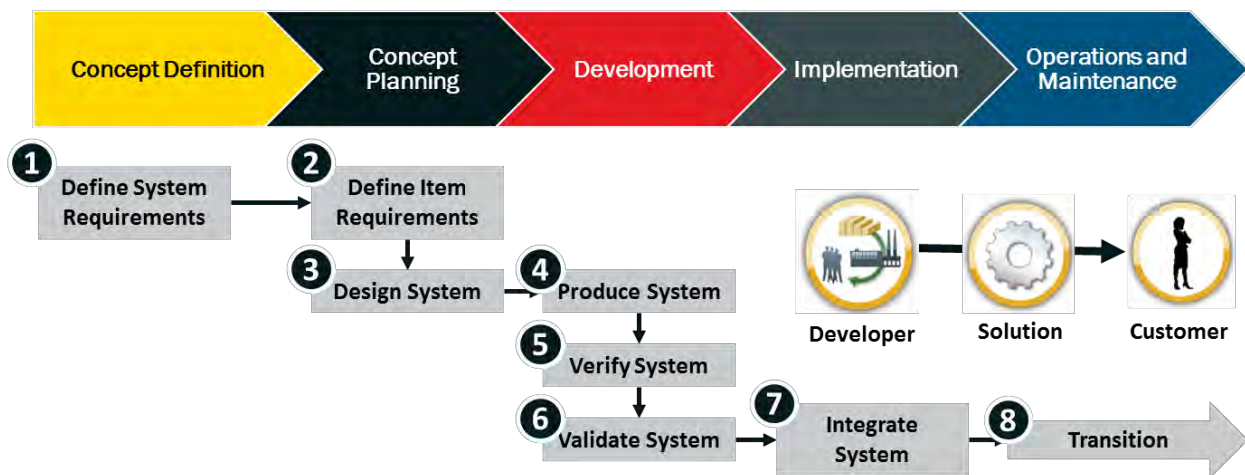 Concept Definition
Concept
Planning
Development
Implementation
Operations and
Maintenance
1
Define System
Requirements
2
Define Item
Requirements
3
Design System
4
Produce System
5
Verify System
6
Validate System
7
Integrate
System
8
Transition
Developer
Solution
Customer